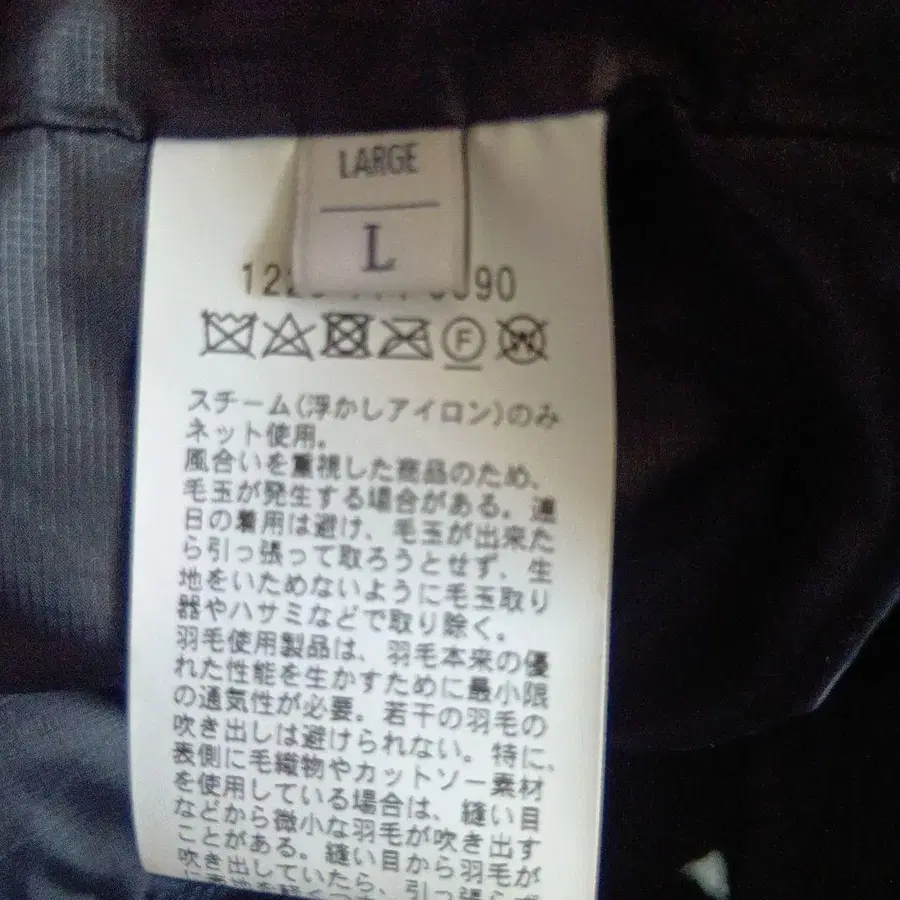 LARGE
L
122
90
F
W
スチーム(浮かしアイロン)のみ
ネット使用。
風合いを重視した商品のため、
毛玉が発生する場合がある。連
日の着用は避け、毛玉が出来た
ら引っ張って取ろうとせず、生
地をいためないように毛玉取り
器やハサミなどで取り除く。
羽毛使用製品は、羽毛本来の優
れた性能を生かすために最小限
の通気性が必要。若干の羽毛の
吹き出しは避けられない。特に、
表側に毛織物やカットソー素材
を使用している場合は、縫い目
などから微小な羽毛が吹き出す
ことがある。縫い目から羽毛が
吹き出していたら、引っ張らず